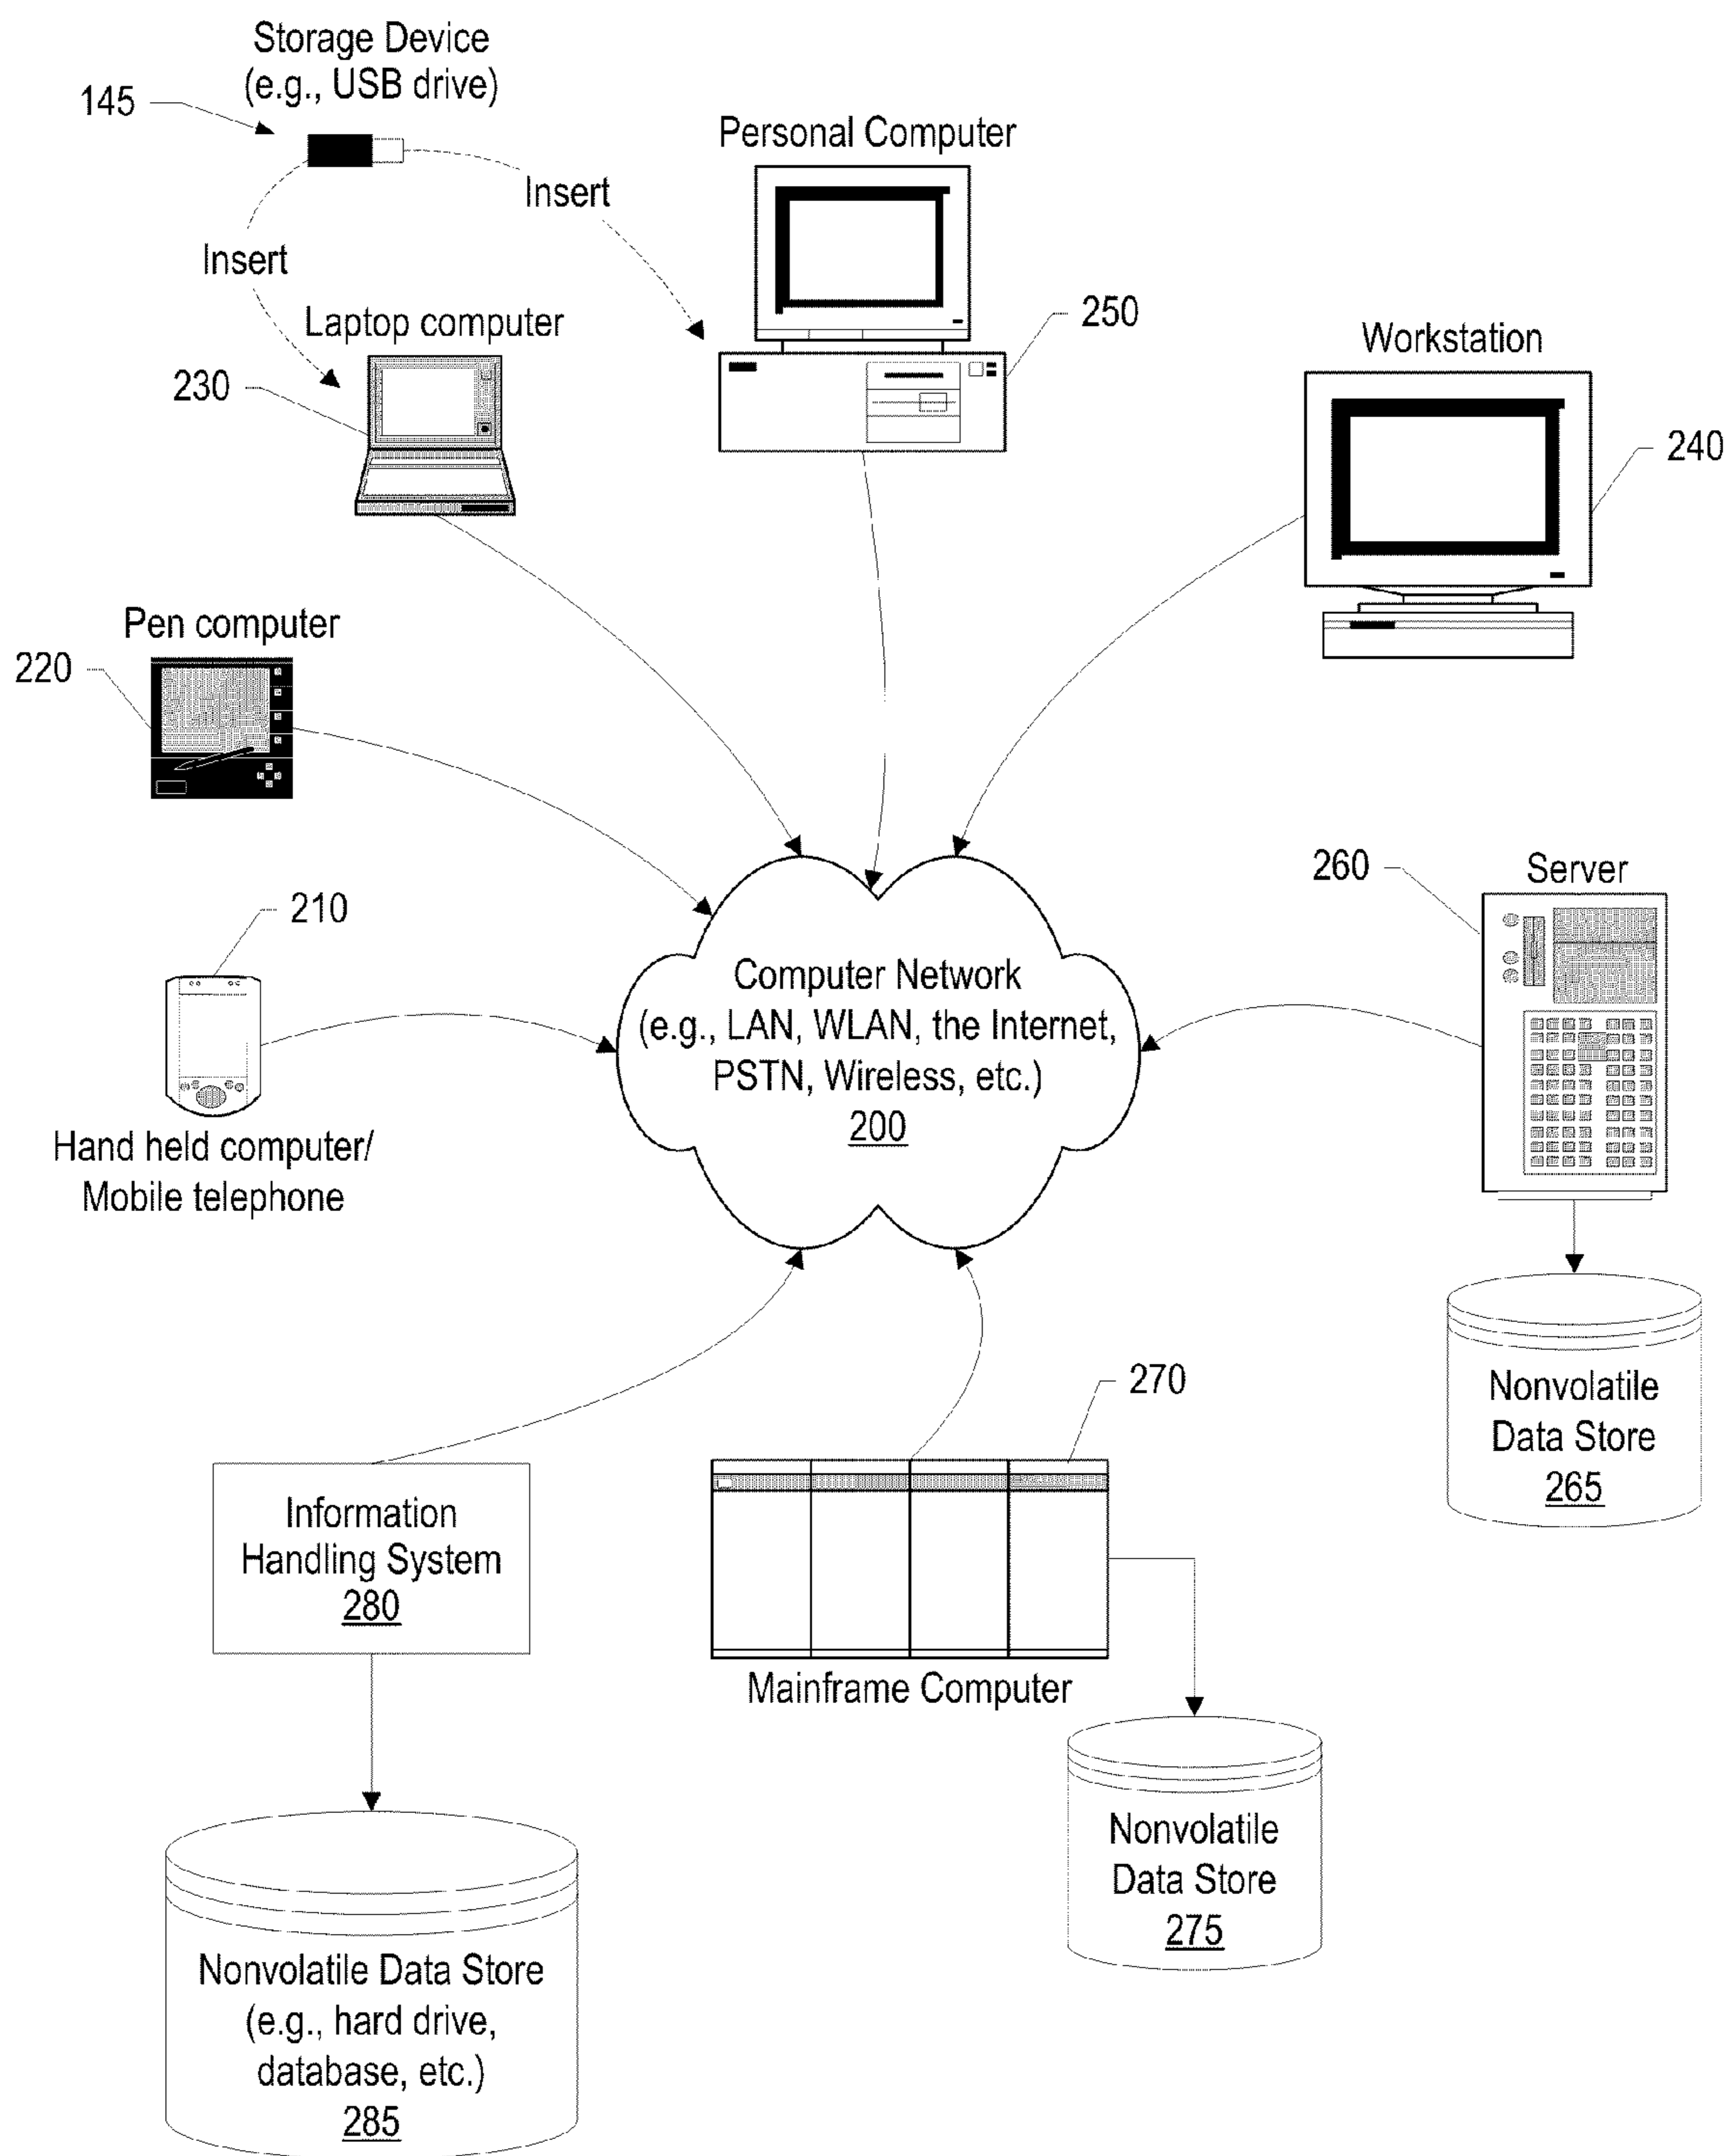 Storage Device
(e.g., USB drive)
145
Insert
Insert
Personal Computer
250
Laptop computer
230
Workstation
240
Pen computer
220
210
Hand held computer/
Mobile telephone
Computer Network
(e.g., LAN, WLAN, the Internet,
PSTN, Wireless, etc.)
200
260
Server
Nonvolatile
Data Store
265
270
Mainframe Computer
Nonvolatile
Data Store
275
Information
Handling System
280
Nonvolatile Data Store
(e.g., hard drive,
database, etc.)
285